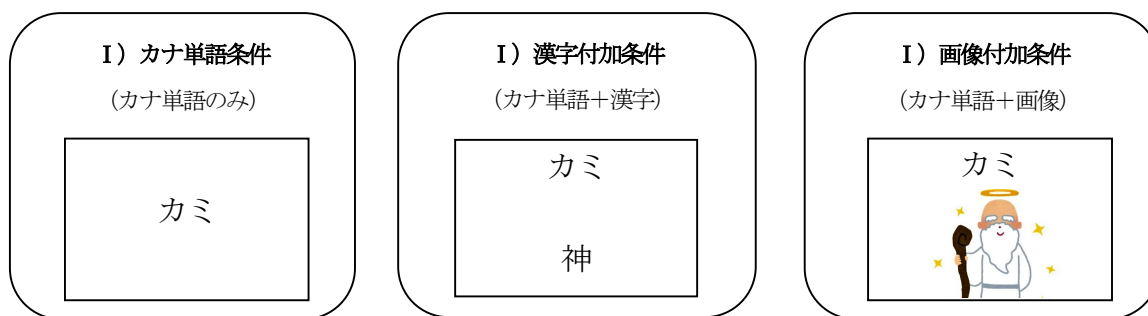 Ⅰ）カナ単語条件
（カナ単語のみ）
カミ
Ⅰ）漢字付加条件
（カナ単語＋漢字）
カミ
神
Ⅰ）画像付加条件
（カナ単語＋画像）
カミ